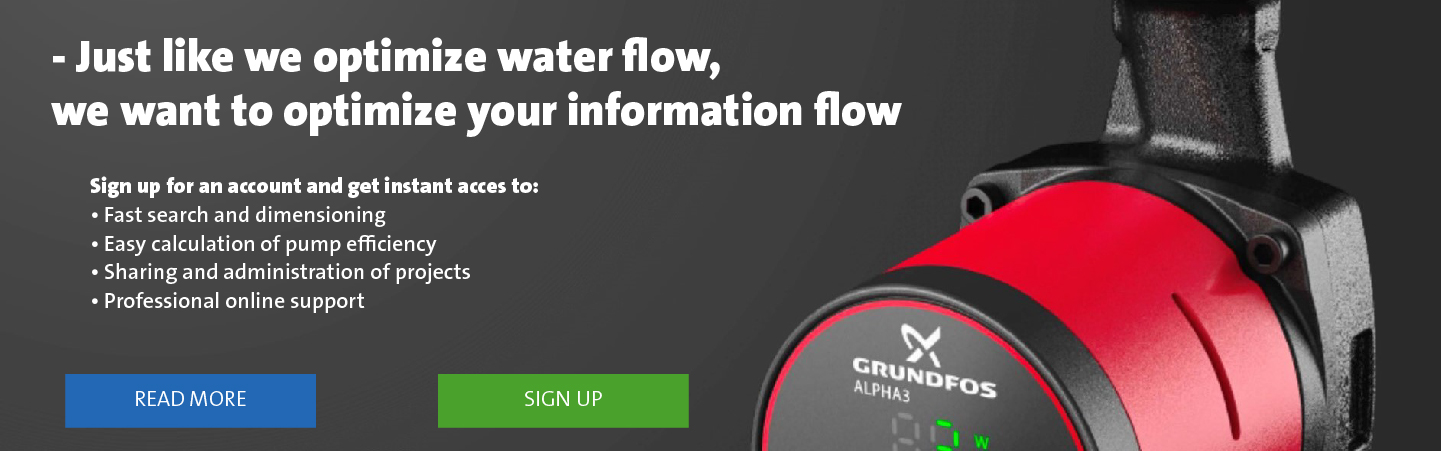 - Just like we optimize water flow,
we want to optimize your information flow
Sign up for an account and get instant acces to:
• Fast search and dimensioning
• Easy calculation of pump efficiency
• Sharing and administration of projects
• Professional online support
READ MORE
SIGN UP
GRUNDFOS
ALPHA3
W